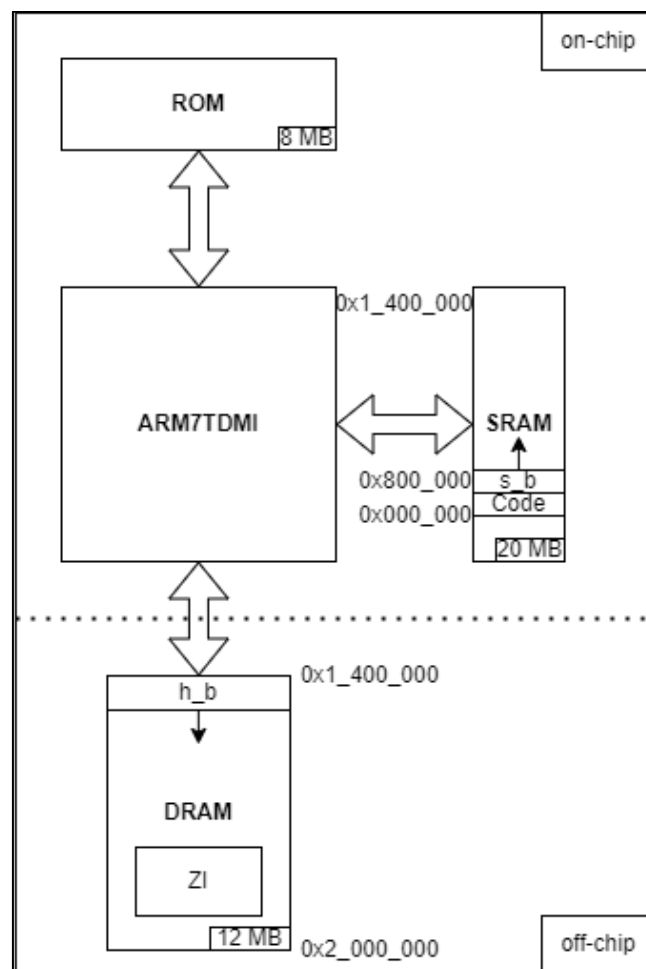 on-chip
ROM
8 MB
0x1_400_000
ARM7TDMI
SRAM
0x800_000
s_b
Code
0x000_000
20 MB
0x1_400_000
h_b
DRAM
ZI
12 MB
0x2_000_000
off-chip